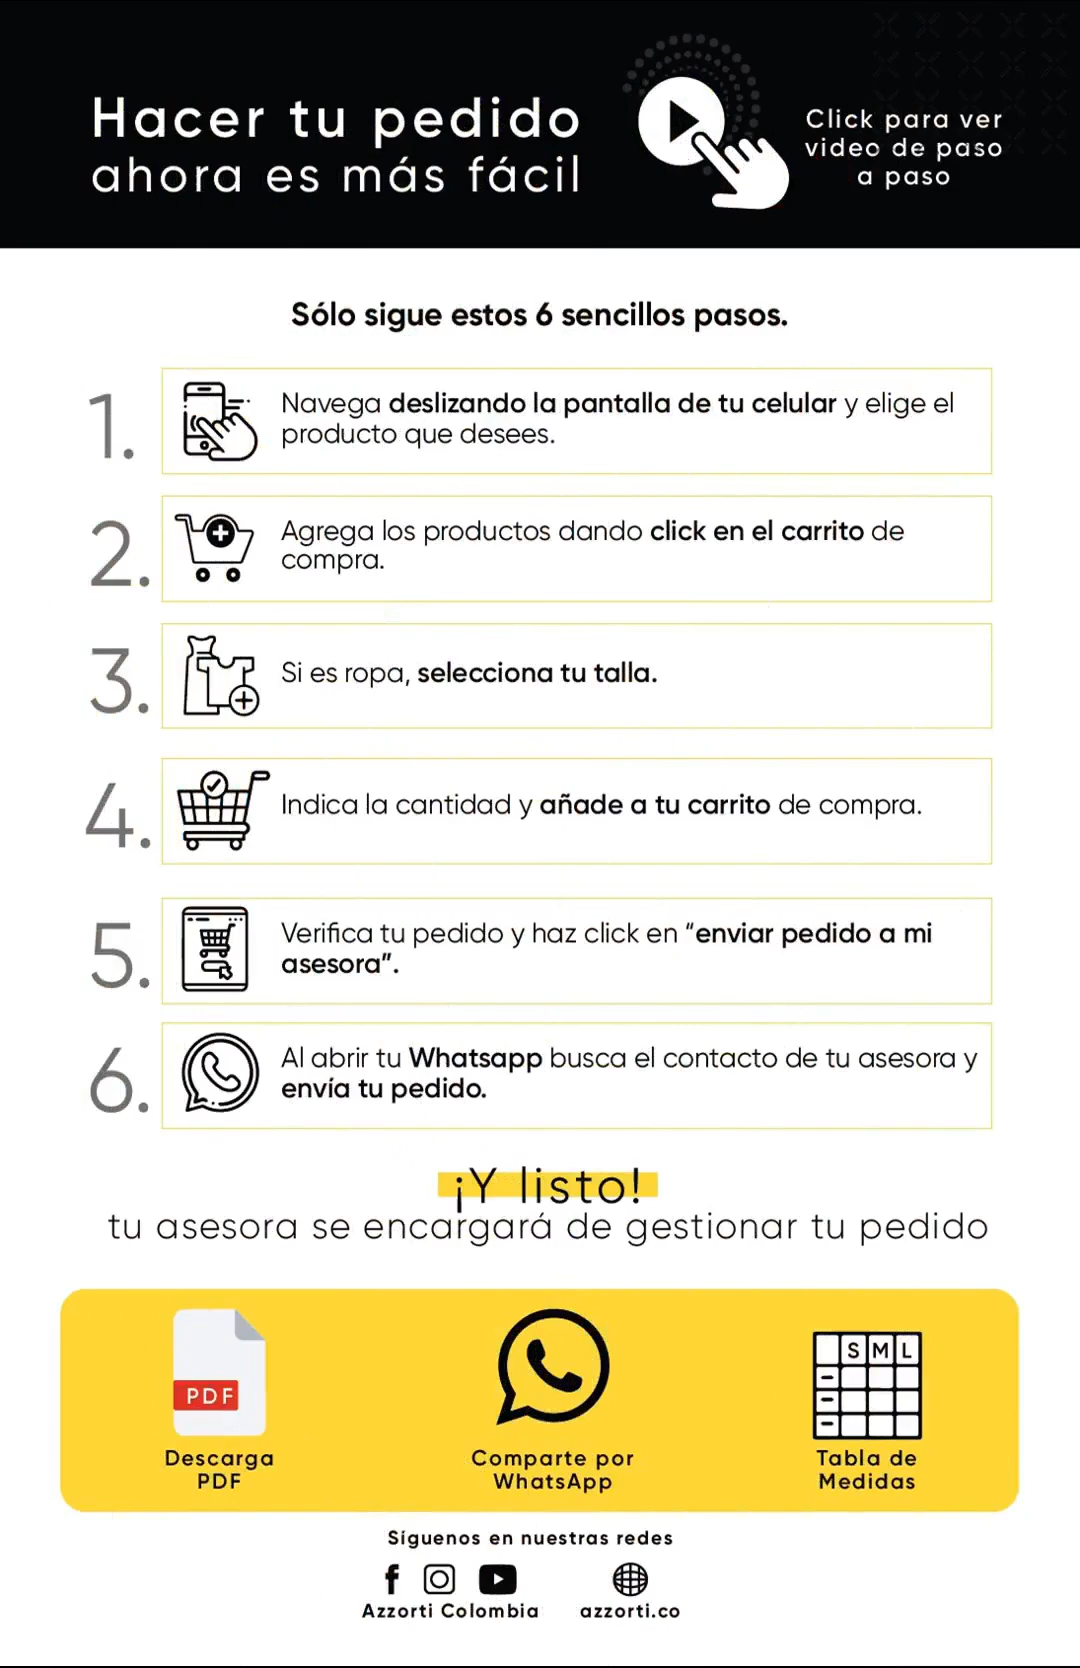 Hacer tu pedido
ahora es más fácil
Click para ver
video de paso
a paso
Sólo sigue estos 6 sencillos pasos.
1.
Navega deslizando la pantalla de tu celular y elige el
producto que desees.
2.
Agrega los productos dando click en el carrito de
compra.
3.
Si es ropa, selecciona tu talla.
4.
Indica la cantidad y añade a tu carrito de compra.
5.
Verifica tu pedido y haz click en “enviar pedido a mi
asesora”.
6.
Al abrir tu Whatsapp busca el contacto de tu asesora y
envía tu pedido.
¡Y listo!
tu asesora se encargará de gestionar tu pedido
PDF
S M L
Descarga
PDF
Comparte por
WhatsApp
Tabla de
Medidas
Síguenos en nuestras redes
Azzorti Colombia
azzorti.co